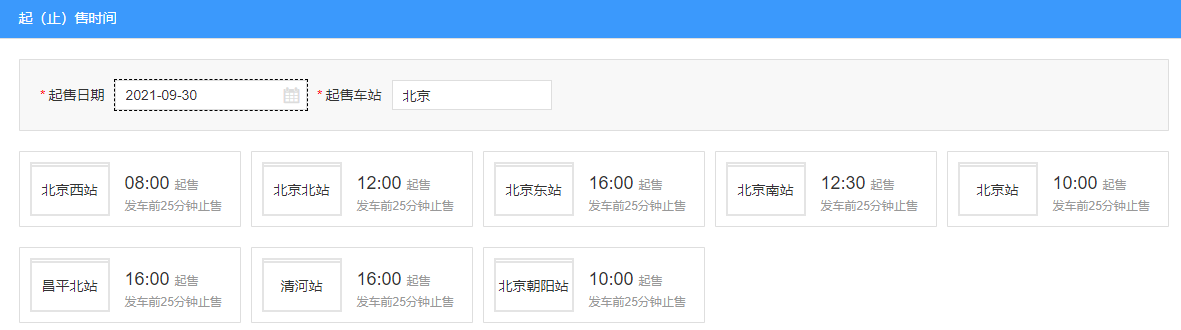 起（止）售时间
* 起售日期 2021-09-30 * 起售车站 北京
北京西站 08:00 起售
发车前25分钟止售
北京北站 12:00 起售
发车前25分钟止售
北京东站 16:00 起售
发车前25分钟止售
北京南站 12:30 起售
发车前25分钟止售
北京站 10:00 起售
发车前25分钟止售
昌平北站 16:00 起售
发车前25分钟止售
清河站 16:00 起售
发车前25分钟止售
北京朝阳站 10:00 起售
发车前25分钟止售